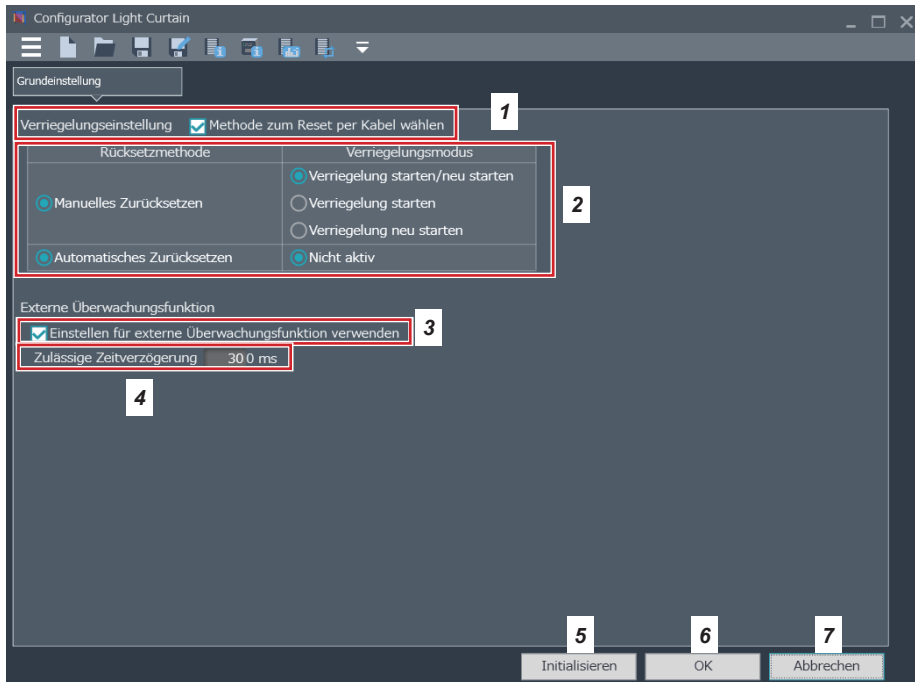 Configurator Light Curtain
Grundeinstellung
1
Verriegelungseinstellung Methode zum Reset per Kabel wählen
Rücksetzmethode Verriegelungsmodus
Verriegelung starten/neu starten
Manuelles Zurücksetzen Verriegelung starten
2
Verriegelung neu starten
Automatisches Zurücksetzen Nicht aktiv
Externe Überwachungsfunktion
Einstellen für externe Überwachungsfunktion verwenden
3
Zulässige Zeitverzögerung 300 ms
4
5 6 7
Initialisieren OK Abbrechen